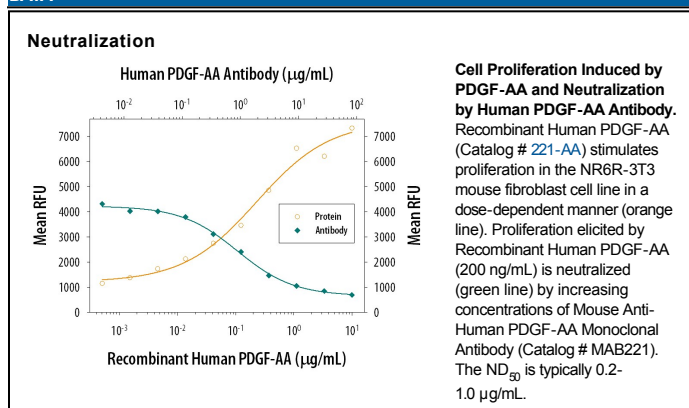 Neutralization
Human PDGF-AA Antibody (µg/mL)
10-2 10-1 100 101 102
7000 7000
6000 6000
5000 5000
4000 4000
3000 3000
2000 2000
1000 1000
0 0
Mean RFU
Mean RFU
Protein
Antibody
10-3 10-2 10-1 100 101
Recombinant Human PDGF-AA (µg/mL)
Cell Proliferation Induced by
PDGF-AA and Neutralization
by Human PDGF-AA Antibody.
Recombinant Human PDGF-AA
(Catalog # 221-AA) stimulates
proliferation in the NR6R-3T3
mouse fibroblast cell line in a
dose-dependent manner (orange
line). Proliferation elicited by
Recombinant Human PDGF-AA
(200 ng/mL) is neutralized
(green line) by increasing
concentrations of Mouse Anti-
Human PDGF-AA Monoclonal
Antibody (Catalog # MAB221).
The ND50 is typically 0.2-
1.0 µg/mL.